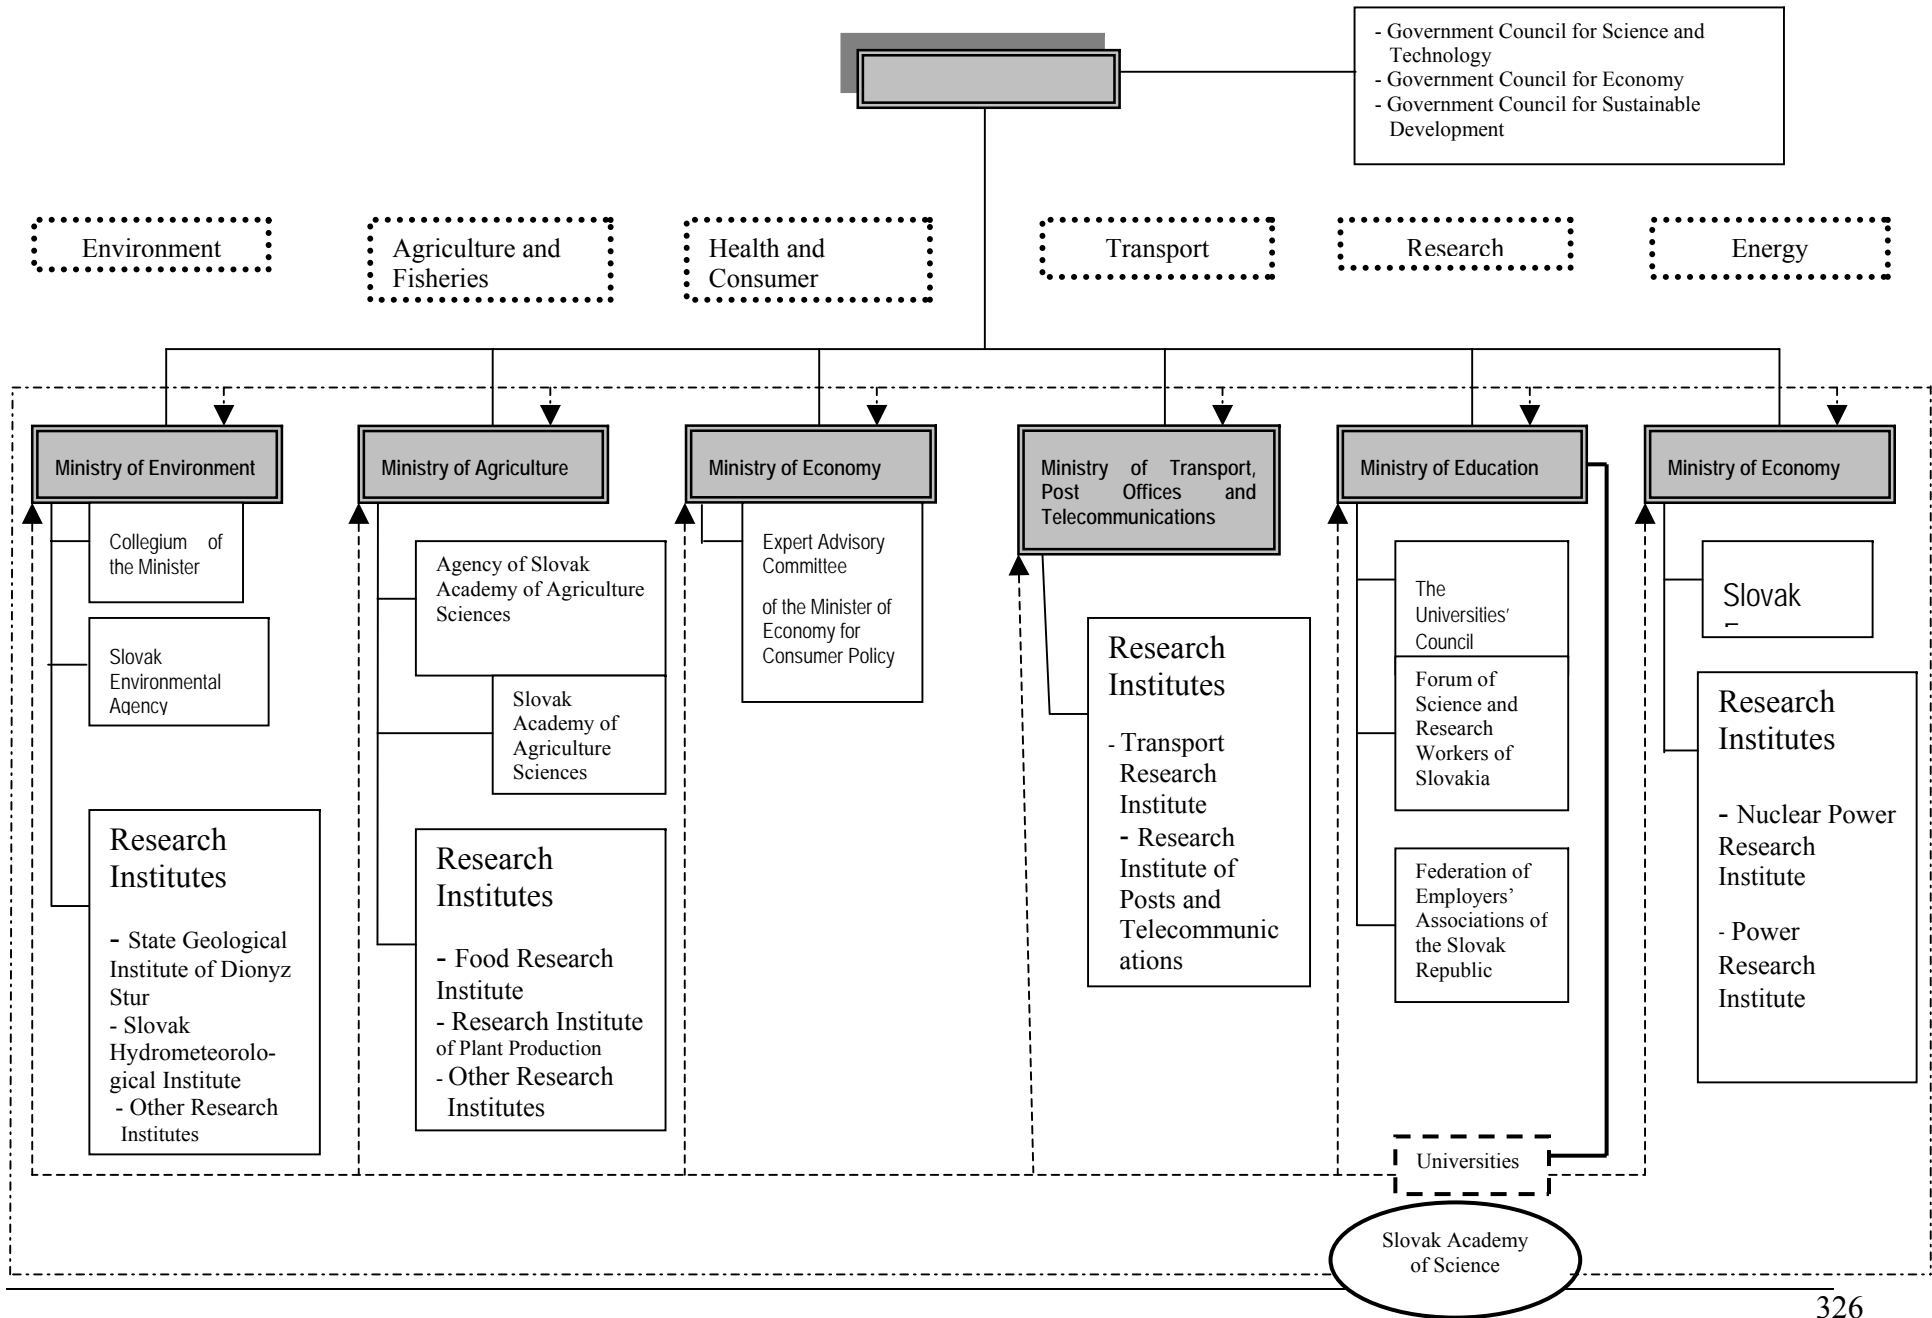 - Government Council for Science and
Technology
- Government Council for Economy
- Government Council for Sustainable
Development
Environment
Agriculture and
Fisheries
Health and
Consumer
Transport
Research
Energy
Ministry of Environment
Ministry of Agriculture
Ministry of Economy
Ministry of Transport,
Post Offices and
Telecommunications
Ministry of Education
Ministry of Economy
Collegium of
the Minister
Slovak
Environmental
Agency
Research
Institutes
- State Geological
Institute of Dionyz
Stur
- Slovak
Hydrometeorolo-
gical Institute
- Other Research
Institutes
Agency of Slovak
Academy of Agriculture
Sciences
Slovak
Academy of
Agriculture
Sciences
Research
Institutes
- Food Research
Institute
- Research Institute
of Plant Production
- Other Research
Institutes
Expert Advisory
Committee
of the Minister of
Economy for
Consumer Policy
Research
Institutes
- Transport
Research
Institute
- Research
Institute of
Posts and
Telecommunic
ations
The
Universities’
Council
Forum of
Science and
Research
Workers of
Slovakia
Federation of
Employers’
Associations of
the Slovak
Republic
Slovak
Research
Institutes
- Nuclear Power
Research
Institute
- Power
Research
Institute
Universities
Slovak Academy
of Science
326